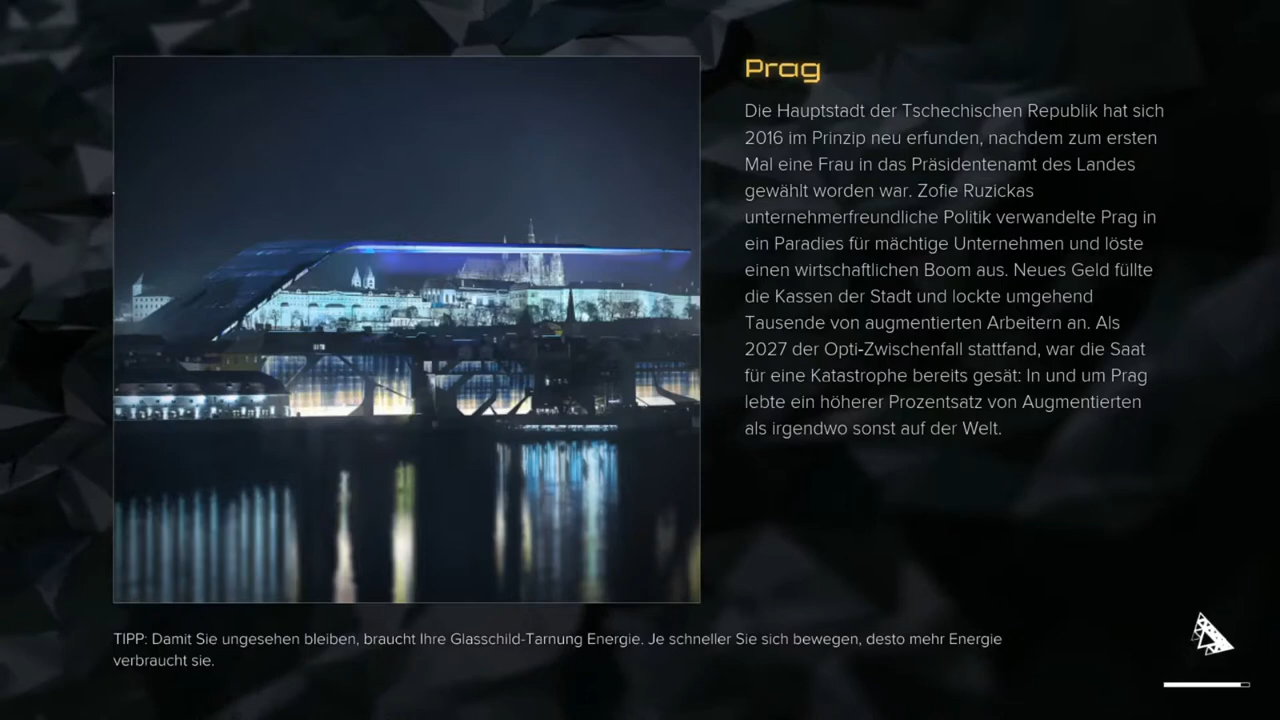 Prag
Die Hauptstadt der Tschechischen Republik hat sich
2016 im Prinzip neu erfunden, nachdem zum ersten
Mal eine Frau in das Präsidentenamt des Landes
gewählt worden war. Zofie Ruzickas
unternehmerfreundliche Politik verwandelte Prag in
ein Paradies für mächtige Unternehmen und löste
einen wirtschaftlichen Boom aus. Neues Geld füllte
die Kassen der Stadt und lockte umgehend
Tausende von augmentierten Arbeitern an. Als
2027 der Opti-Zwischenfall stattfand, war die Saat
für eine Katastrophe bereits gesät: In und um Prag
lebte ein höherer Prozentsatz von Augmentierten
als irgendwo sonst auf der Welt.
TIPP: Damit Sie ungesehen bleiben, braucht Ihre Glasschild-Tarnung Energie. Je schneller Sie sich bewegen, desto mehr Energie
verbraucht sie.